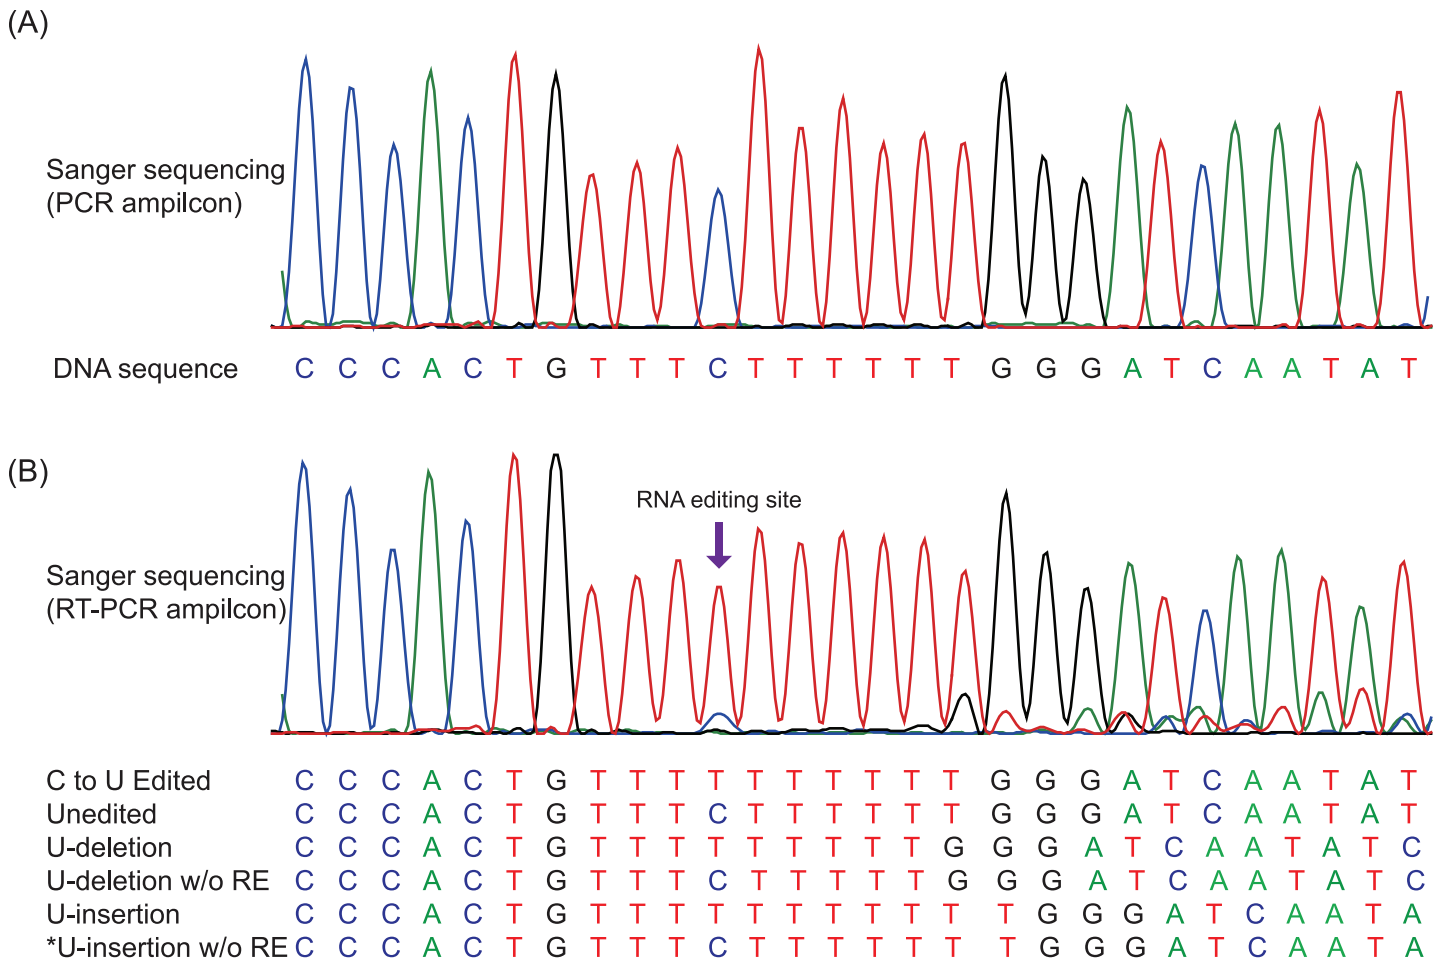 (A)
Sanger sequencing
(PCR ampilcon)
DNA sequence C C C A C T G T T T C T T T T T T G G G A T C A A T A T
(B)
RNA editing site
Sanger sequencing
(RT-PCR ampilcon)
C to U Edited C C C A C T G T T T T T T T T T T G G G A T C A A T A T
Unedited C C C A C T G T T T C T T T T T T G G G A T C A A T A T
U-deletion C C C A C T G T T T T T T T T T G G G A T C A A T A T C
U-deletion w/o RE C C C A C T G T T T C T T T T T G G G A T C A A T A T C
U-insertion C C C A C T G T T T T T T T T T T T G G G A T C A A T A
*U-insertion w/o RE C C C A C T G T T T C T T T T T T T G G G A T C A A T A